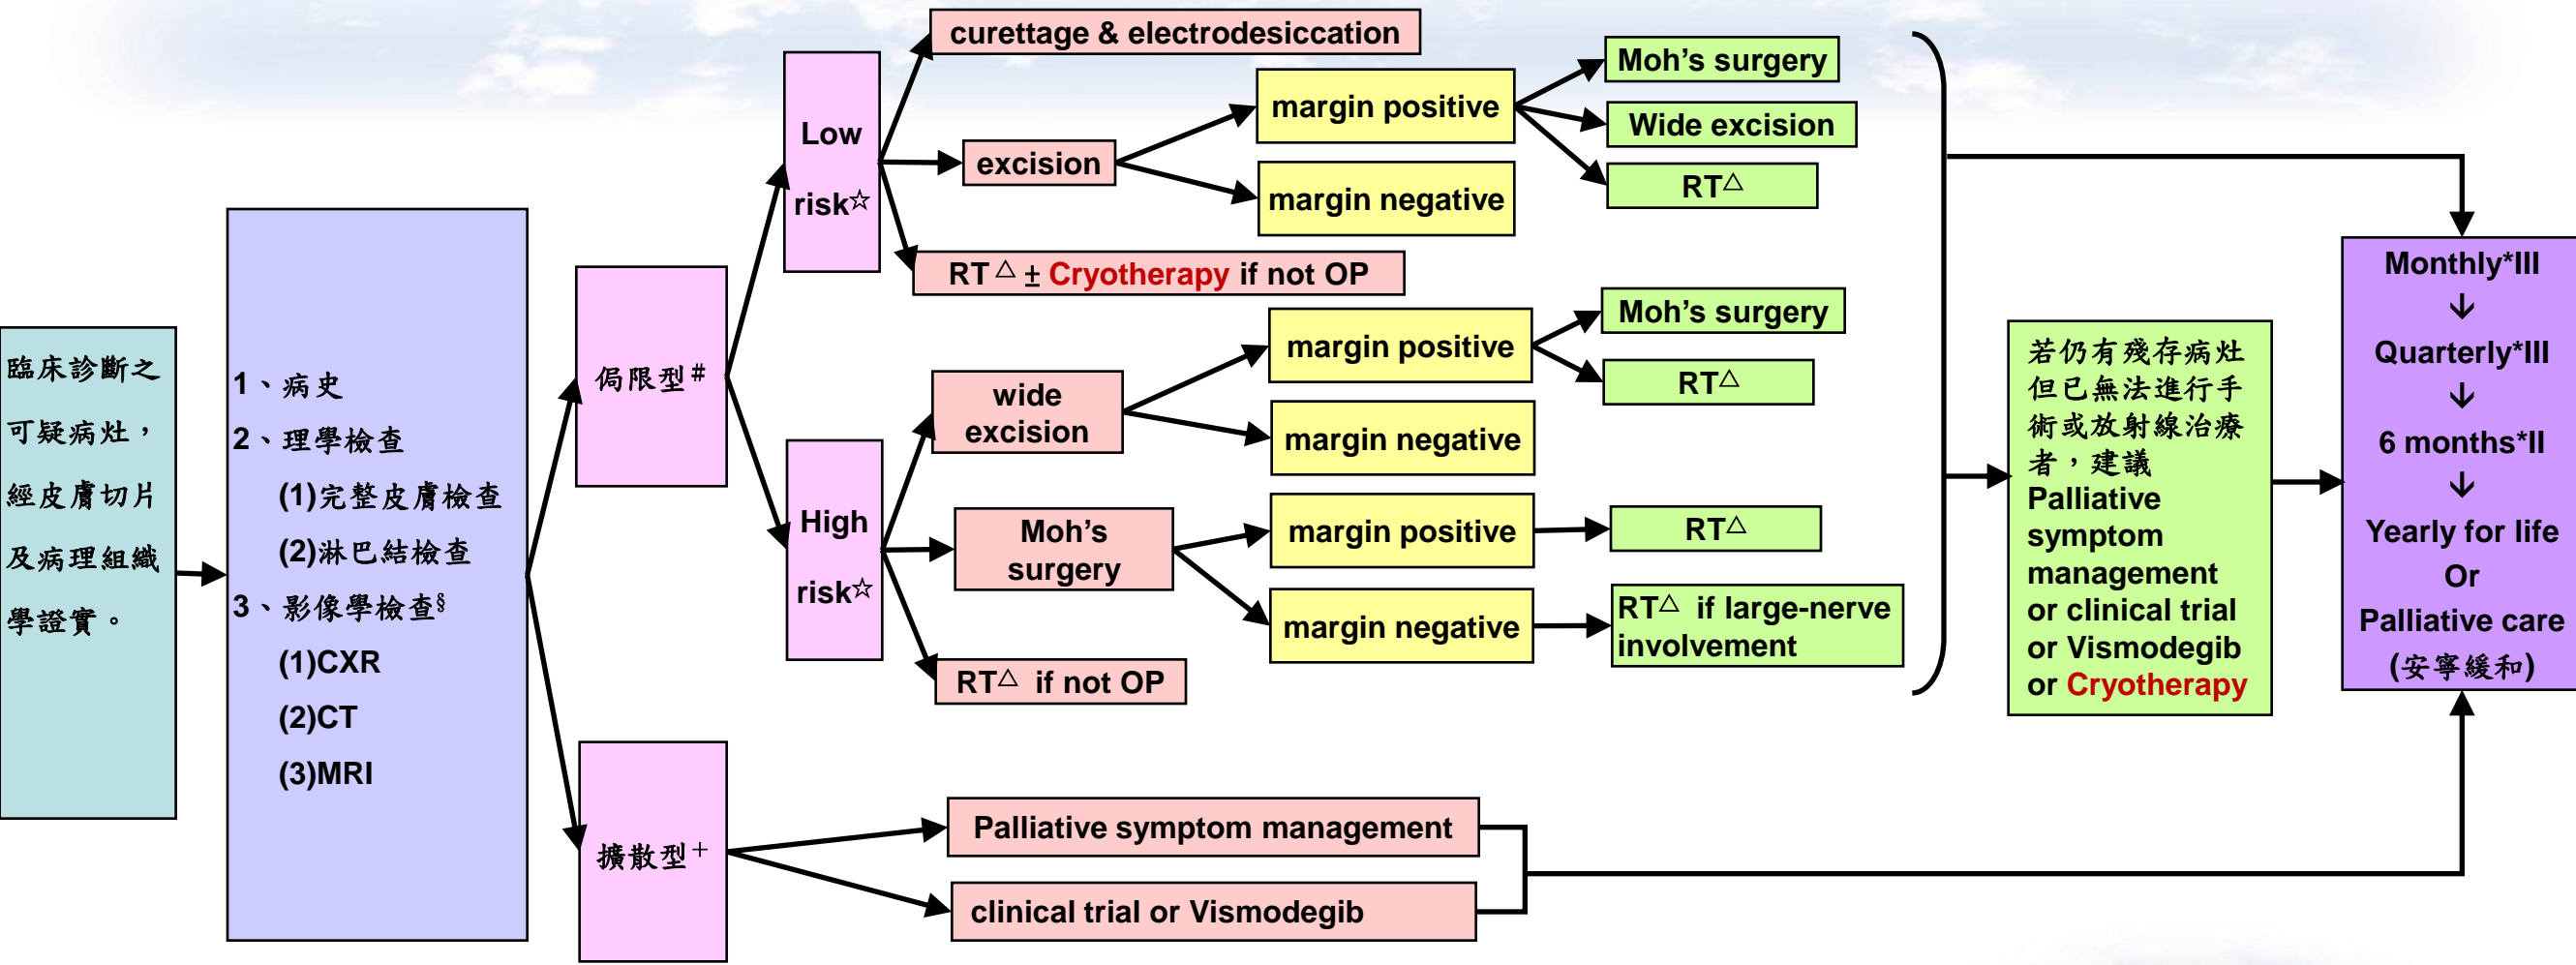 臨床診斷之
可疑病灶，
經皮膚切片
及病理組織
學證實。
1、病史
2、理學檢查
(1)完整皮膚檢查
(2)淋巴結檢查
3、影像學檢查§
(1)CXR
(2)CT
(3)MRI
侷限型#
擴散型+
Low
risk☆
High
risk☆
curettage & electrodesiccation
excision
RT△ ± Cryotherapy if not OP
margin positive
margin negative
Moh's surgery
Wide excision
RT△
wide
excision
Moh's
surgery
RT△ if not OP
margin positive
margin negative
margin positive
margin negative
Moh's surgery
RT△
RT△
RT△ if large-nerve
involvement
Palliative symptom management
clinical trial or Vismodegib
若仍有殘存病灶
但已無法進行手
術或放射線治療
者，建議
Palliative
symptom
management
or clinical trial
or Vismodegib
or Cryotherapy
Monthly*III
↓
Quarterly*III
↓
6 months*II
↓
Yearly for life
Or
Palliative care
(安寧緩和)